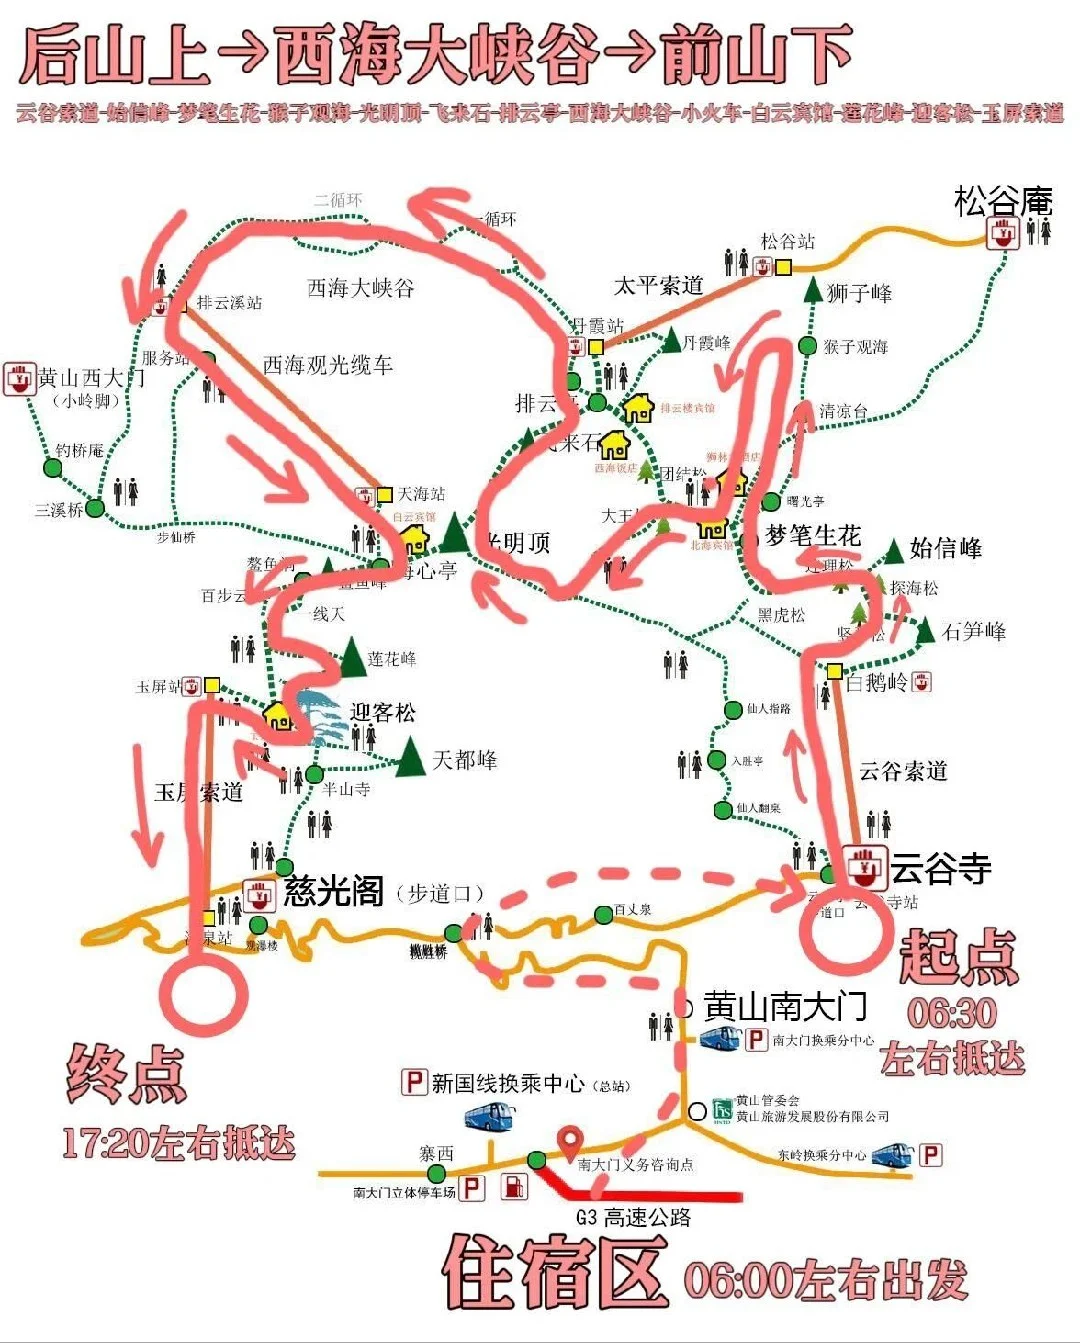 后山上→西海大峡谷→前山下
云谷索道-始信峰-梦笔生花-猴子观海-光明顶-飞来石-排云亭-西海大峡谷-小火车-白云宾馆-莲花峰-迎客松-玉屏索道
松谷庵
二循环
一循环
松谷站
太平索道
狮子峰
西海大峡谷
排云溪站
丹霞站
丹霞峰
猴子观海
服务站
西海观光缆车
黄山西大门
(小岭脚)
排云
排云楼宾馆
清凉台
来石
西海饭店
团结松
钓桥庵
三溪桥
天海站
白云宾馆
大王
曙光亭
北海宾馆
梦笔生花
步仙桥
光明顶
始信峰
海心亭
鳌鱼洞
鳌鱼峰
探海松
百步云
一线天
黑虎松
石笋峰
莲花峰
玉屏站
白鹅岭
迎客松
仙人指路
天都峰
入胜亭
云谷索道
玉屏索道
半山寺
仙人翻桌
慈光阁(步道口)
云谷寺
百丈泉
云谷寺站
道口
泉站
观瀑楼
起点
06:30
左右抵达
黄山南大门
南大门换乘分中心
终点
17:20左右抵达
新国线换乘中心(总站)
黄山管委会
黄山旅游发展股份有限公司
寨西
南大门义务咨询点
东岭换乘分中心
南大门立体停车场
G3 高速公路
住宿区 06:00左右出发